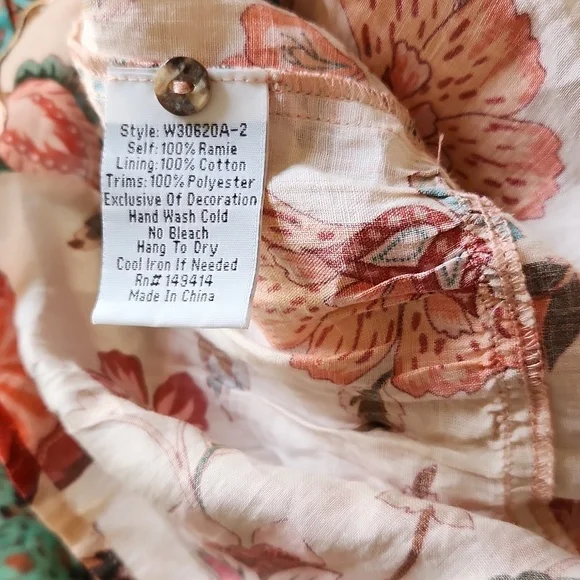 Style: W30620A-2
Self: 100% Ramie
Lining: 100% Cotton
Trims: 100% Polyester
Exclusive Of Decoration
Hand Wash Cold
No Bleach
Hang To Dry
Cool Iron If Needed
Rn# 149414
Made In China